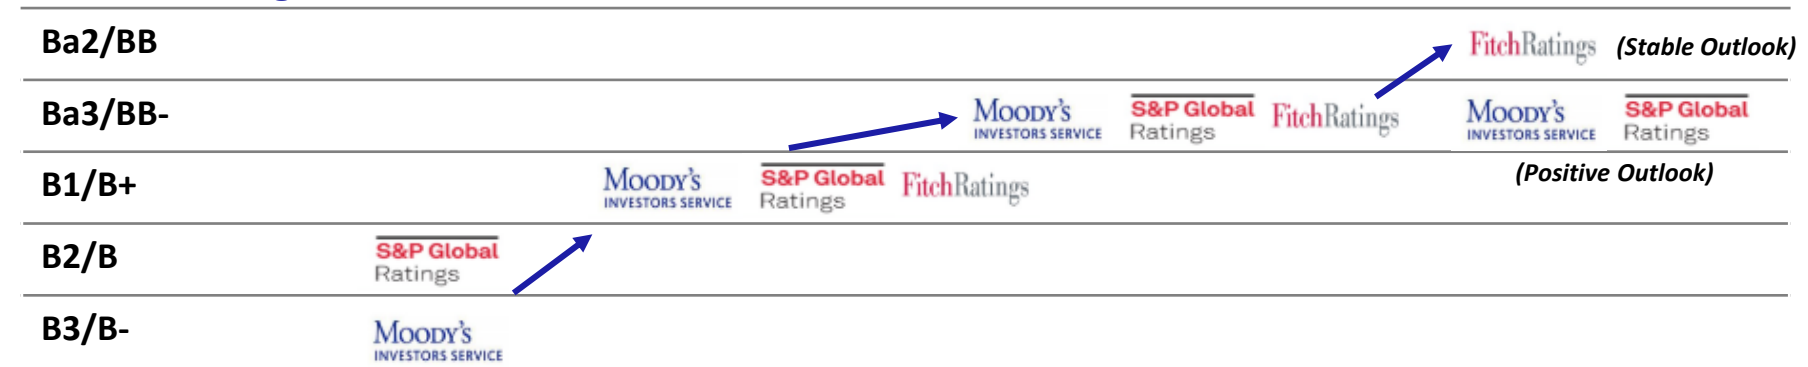 Ba2/BB
FitchRatings (Stable Outlook)
Ba3/BB-
MOODY'S INVESTORS SERVICE
S&P Global Ratings
FitchRatings
MOODY'S INVESTORS SERVICE
S&P Global Ratings
(Positive Outlook)
B1/B+
MOODY'S INVESTORS SERVICE
S&P Global Ratings
FitchRatings
B2/B
S&P Global Ratings
B3/B-
MOODY'S INVESTORS SERVICE